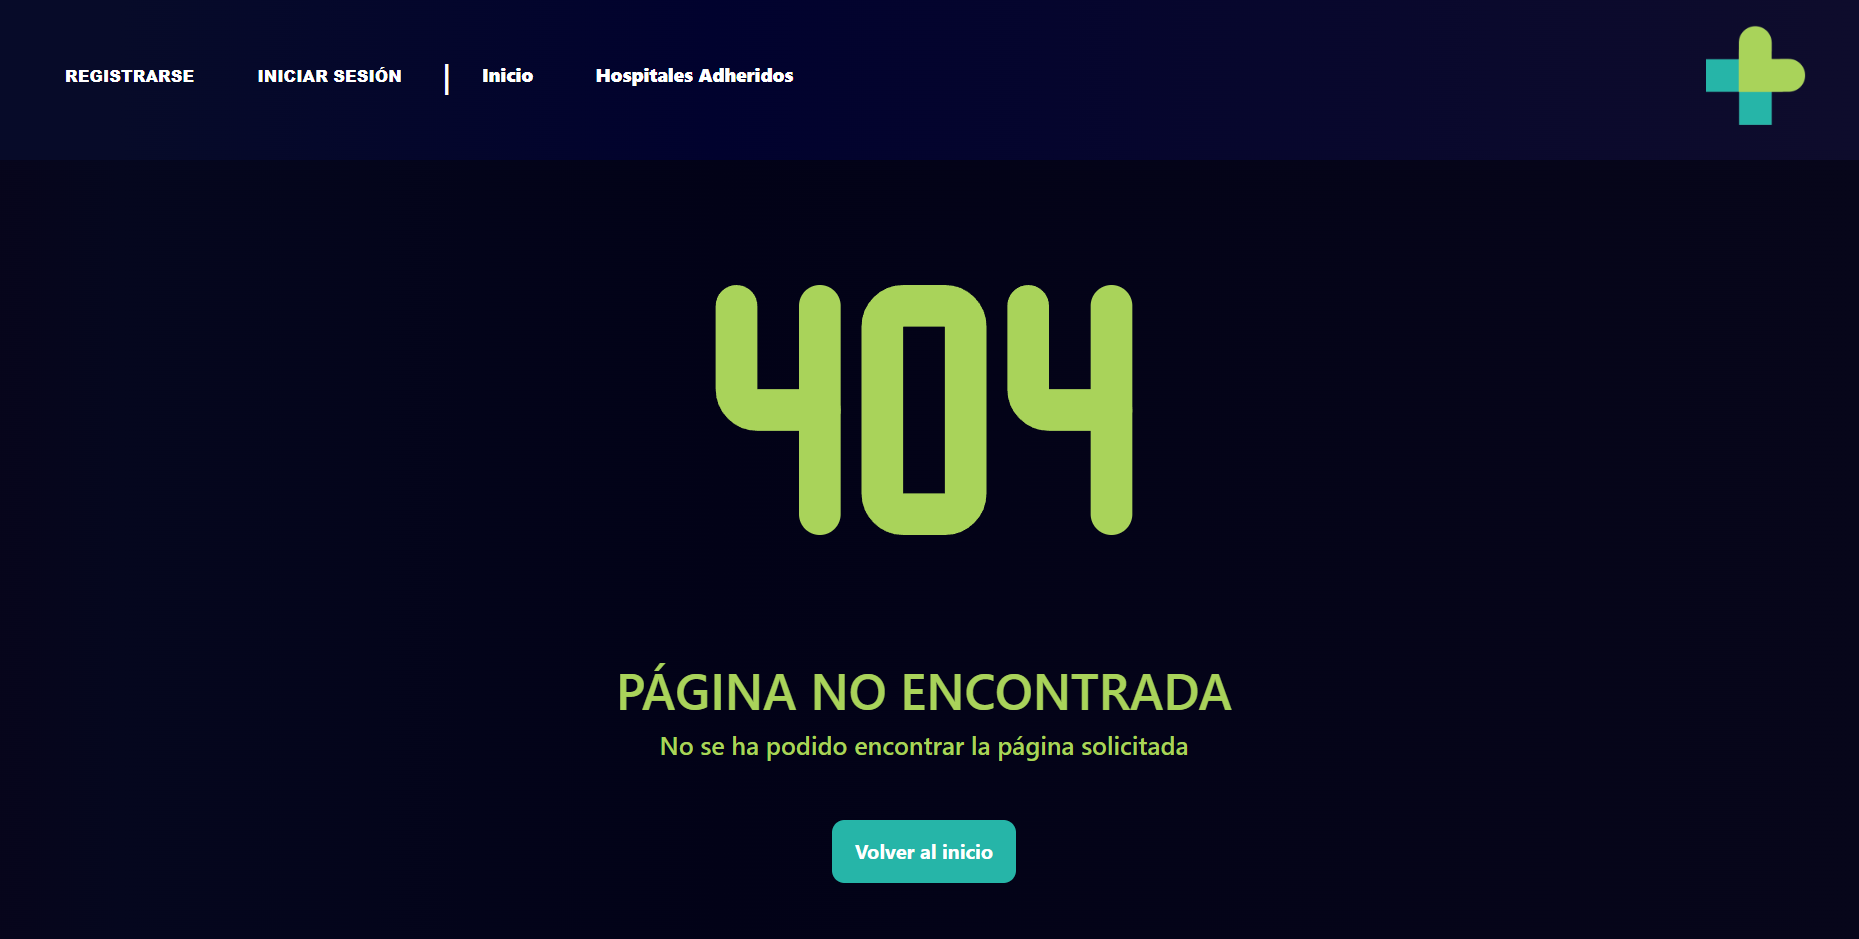 REGISTRARSE INICIAR SESIÓN | Inicio Hospitales Adheridos
404
PÁGINA NO ENCONTRADA
No se ha podido encontrar la página solicitada
Volver al inicio